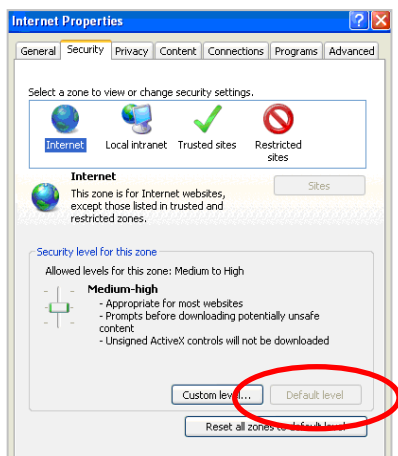 Internet Properties
General Security Privacy Content Connections Programs Advanced
Select a zone to view or change security settings.
Internet Local intranet Trusted sites Restricted
sites
Internet
Sites
This zone is for Internet websites,
except those listed in trusted and
restricted zones.
Security level for this zone
Allowed levels for this zone: Medium to High
Medium-high
- Appropriate for most websites
- Prompts before downloading potentially unsafe
content
- Unsigned ActiveX controls will not be downloaded
Custom level... Default level
Reset all zones to default level